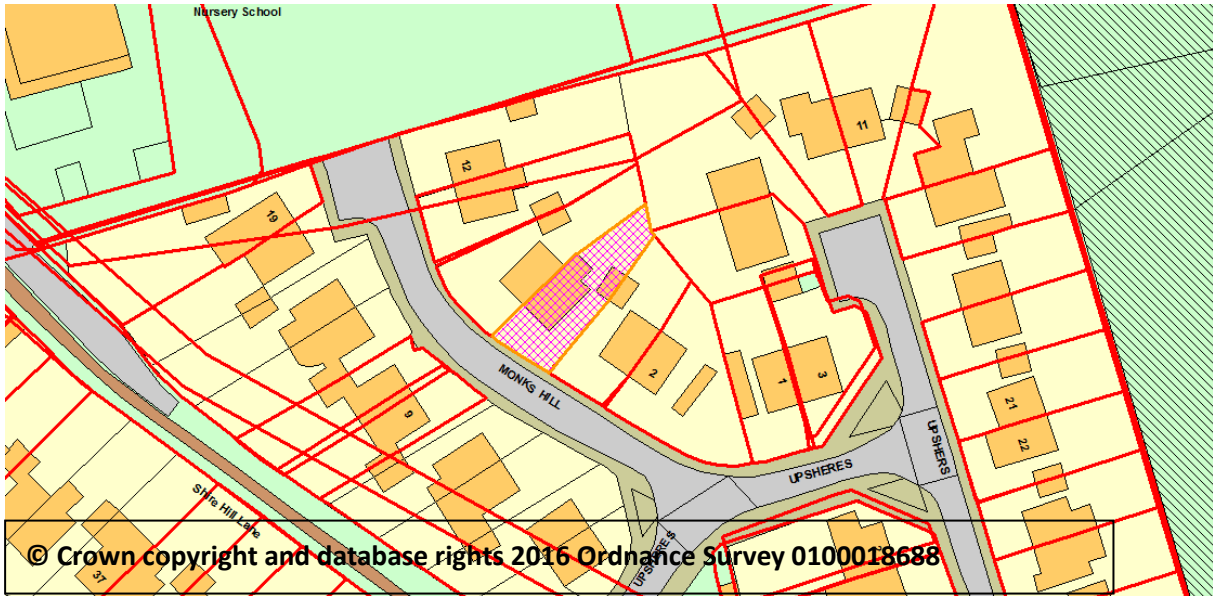 Nursery School
12
11
19
2
1
3
9
MONKS HILL
21
22
UPSHERES
UPSHERS
Shire Hill Lane
37
UPSHERES
© Crown copyright and database rights 2016 Ordnance Survey 0100018688